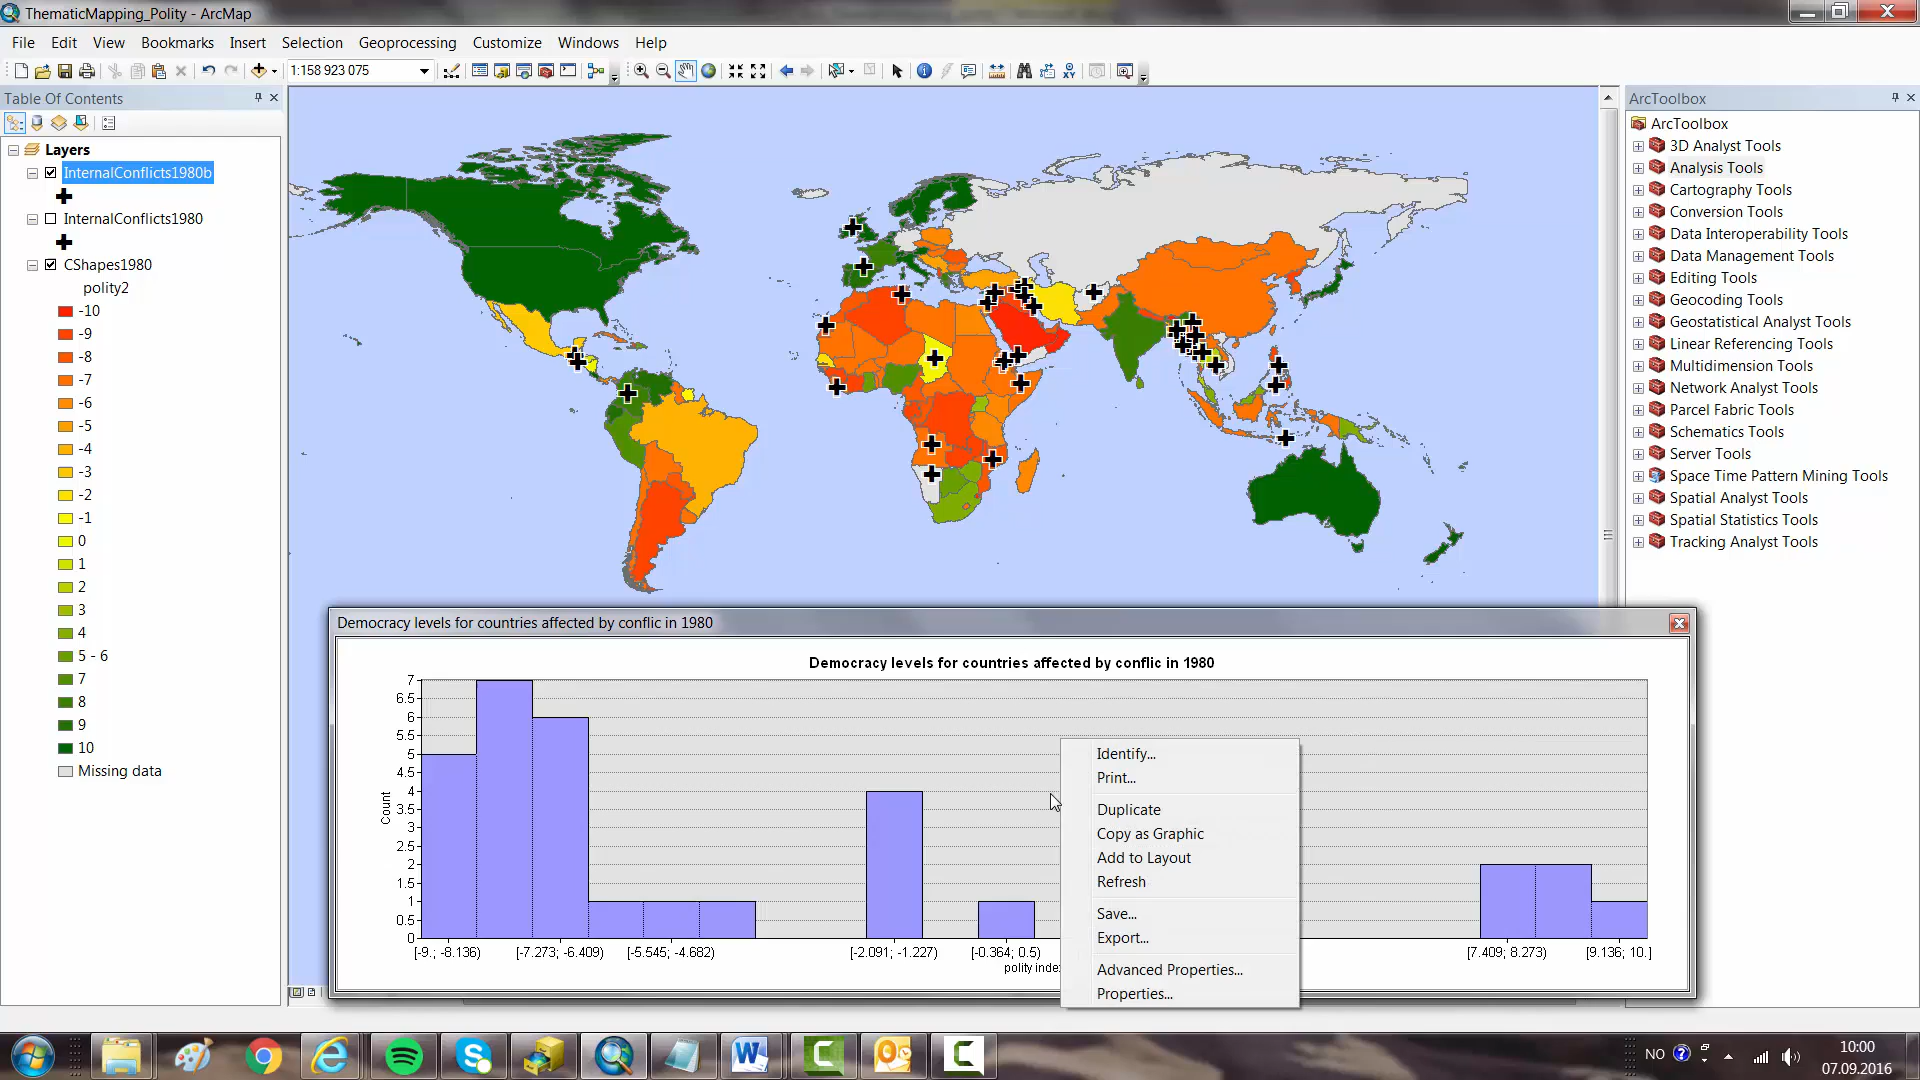 ThematicMapping_Polity - ArcMap
File Edit View Bookmarks Insert Selection Geoprocessing Customize Windows Help
1:158 923 075
Table Of Contents
Layers
InternalConflicts1980b
InternalConflicts1980
CShapes1980
polity2
-10
-9
-8
-7
-6
-5
-4
-3
-2
-1
0
1
2
3
4
5 - 6
7
8
9
10
Missing data
ArcToolbox
ArcToolbox
3D Analyst Tools
Analysis Tools
Cartography Tools
Conversion Tools
Data Interoperability Tools
Data Management Tools
Editing Tools
Geocoding Tools
Geostatistical Analyst Tools
Linear Referencing Tools
Multidimension Tools
Network Analyst Tools
Parcel Fabric Tools
Schematics Tools
Server Tools
Space Time Pattern Mining Tools
Spatial Analyst Tools
Spatial Statistics Tools
Tracking Analyst Tools
Democracy levels for countries affected by conflic in 1980
Democracy levels for countries affected by conflic in 1980
7
6.5
6
5.5
5
4.5
4
3.5
3
2.5
2
1.5
1
0.5
0
Count
[-9.; -8.136) [-7.273; -6.409) [-5.545; -4.682) [-2.091; -1.227) [-0.364; 0.5) [7.409; 8.273) [9.136; 10.]
polity inde
Identify...
Print...
Duplicate
Copy as Graphic
Add to Layout
Refresh
Save...
Export...
Advanced Properties...
Properties...
NO
10:00
07.09.2016